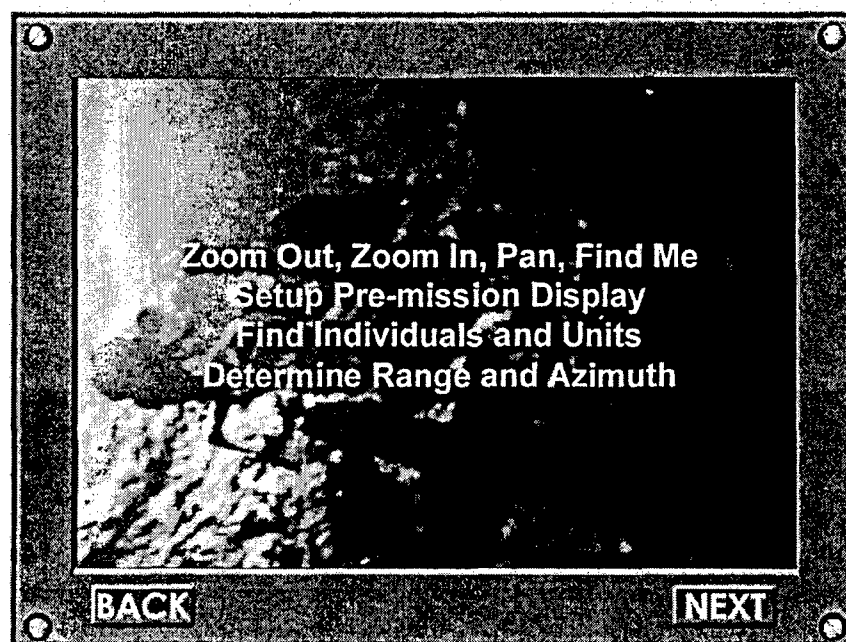 Zoom Out, Zoom In, Pan, Find Me
Setup Pre-mission Display
Find Individuals and Units
Determine Range and Azimuth
BACK
NEXT